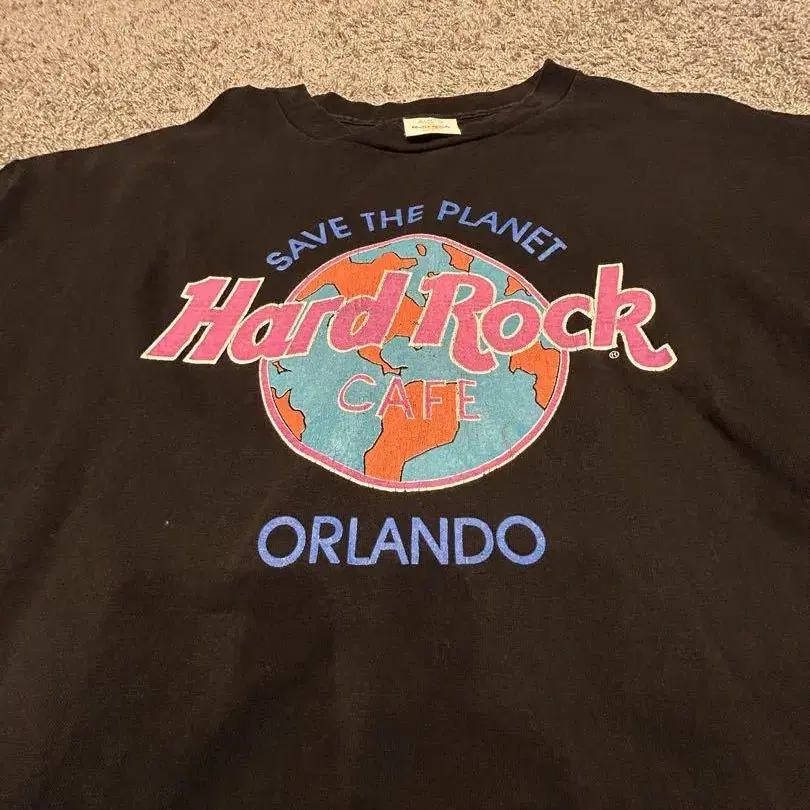 SAVE THE PLANET
Hard Rock
®
CAFE
ORLANDO